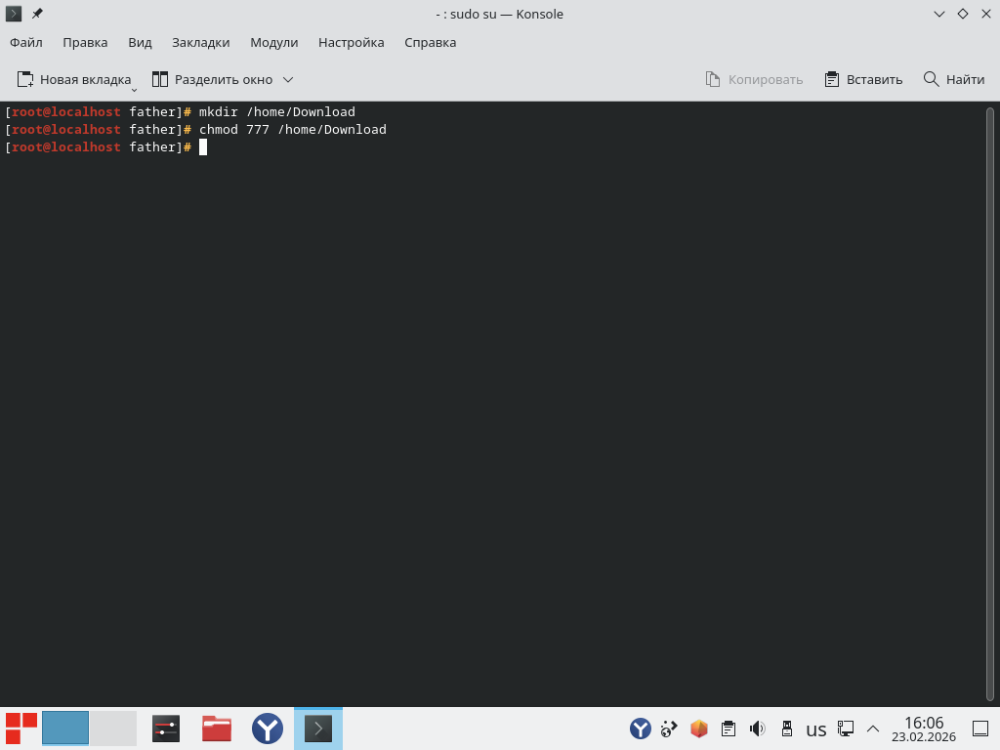 - : sudo su — Konsole
Файл Правка Вид Закладки Модули Настройка Справка
Новая вкладка Разделить окно Копировать Вставить Найти
[root@localhost father]# mkdir /home/Download
[root@localhost father]# chmod 777 /home/Download
[root@localhost father]#
us
16:06
23.02.2026